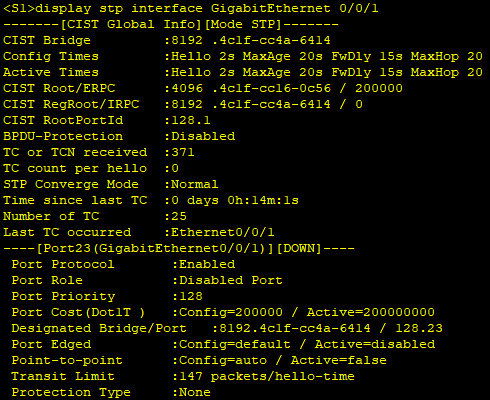 <S1>display stp interface GigabitEthernet 0/0/1
-------[CIST Global Info][Mode STP]-------
CIST Bridge         :8192 .4c1f-cc4a-6414
Config Times        :Hello 2s MaxAge 20s FwDly 15s MaxHop 20
Active Times        :Hello 2s MaxAge 20s FwDly 15s MaxHop 20
CIST Root/ERPC      :4096 .4c1f-cc16-0c56 / 200000
CIST RegRoot/IRPC   :8192 .4c1f-cc4a-6414 / 0
CIST RootPortId     :128.1
BPDU-Protection     :Disabled
TC or TCN received  :371
TC count per hello  :0
STP Converge Mode   :Normal
Time since last TC  :0 days 0h:14m:1s
Number of TC        :25
Last TC occurred    :Ethernet0/0/1
----[Port23(GigabitEthernet0/0/1)][DOWN]----
 Port Protocol       :Enabled
 Port Role           :Disabled Port
 Port Priority       :128
 Port Cost(Dot1T )   :Config=200000 / Active=200000000
 Designated Bridge/Port   :8192.4c1f-cc4a-6414 / 128.23
 Port Edged          :Config=default / Active=disabled
 Point-to-point      :Config=auto / Active=false
 Transit Limit       :147 packets/hello-time
 Protection Type     :None